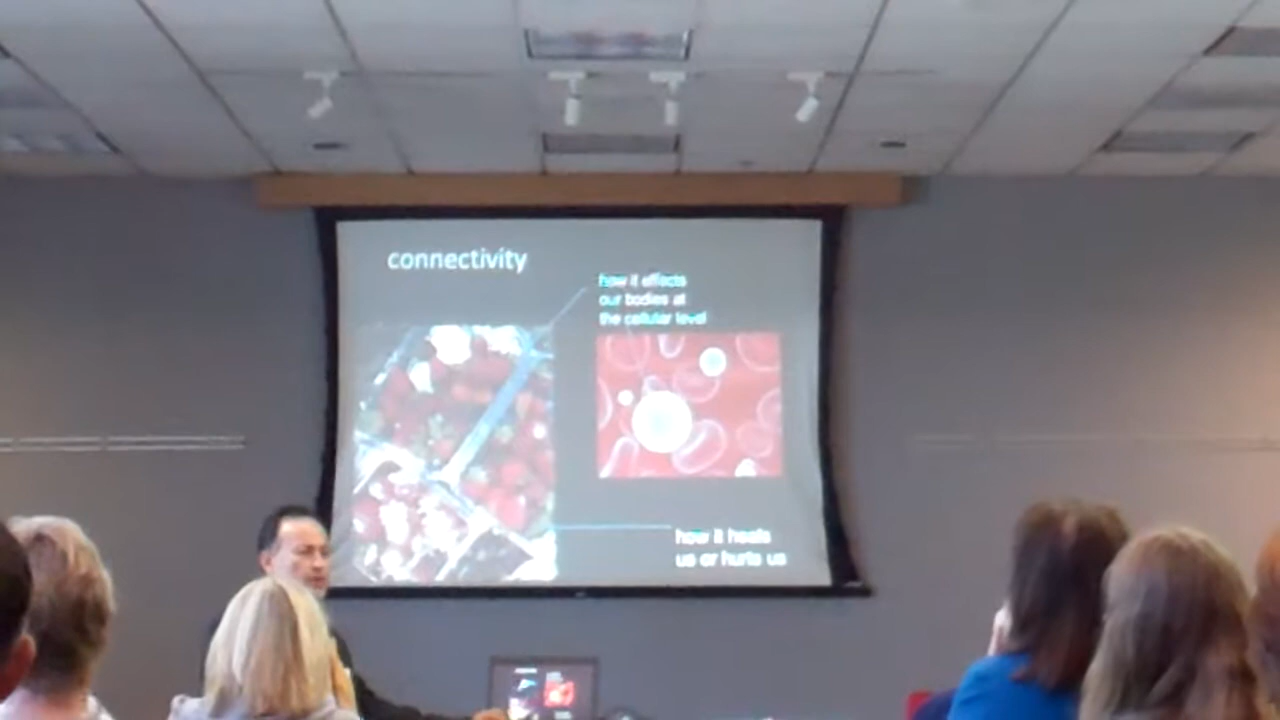 connectivity
how it effects
our bodies at
the cellular level
how it heals
us or hurts us